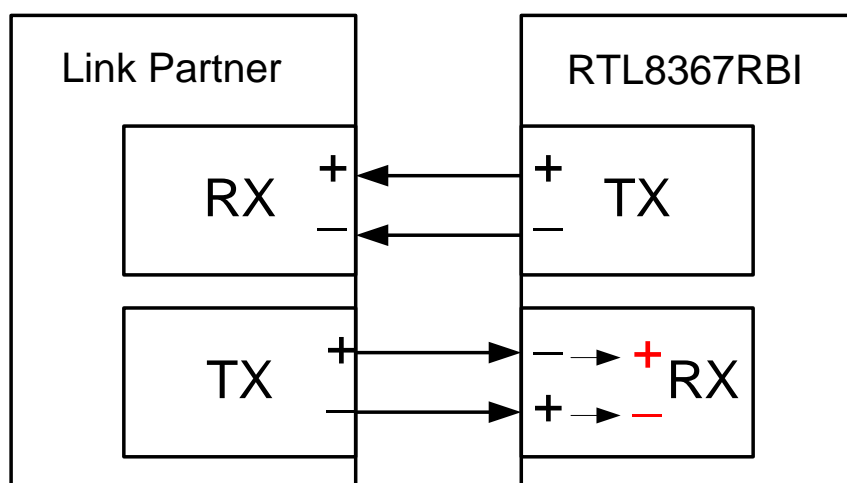 Link Partner
RTL8367RBI
RX
+
−
+
−
TX
TX
+
−
− +
+ −
RX